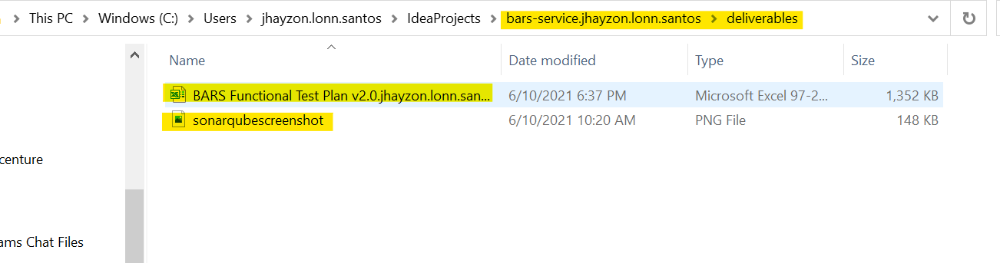 This PC > Windows (C:) > Users > jhayzon.lonn.santos > IdeaProjects > bars-service.jhayzon.lonn.santos > deliverables
Name Date modified Type Size
BARS Functional Test Plan v2.0.jhayzon.lonn.san... 6/10/2021 6:37 PM Microsoft Excel 97-2... 1,352 KB
sonarqubescreenshot 6/10/2021 10:20 AM PNG File 148 KB
centure
ams Chat Files